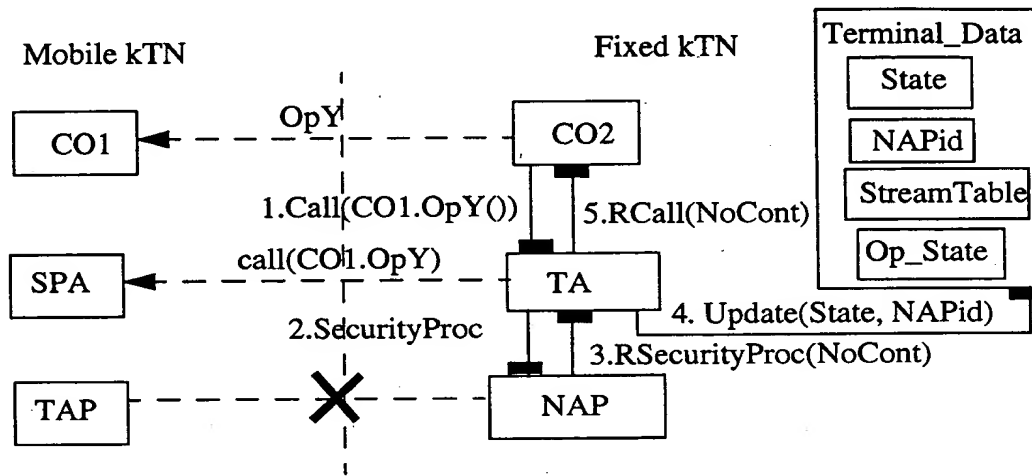 Mobile kTN
Fixed kTN
Terminal_Data
State
NAPid
StreamTable
Op_State
CO1
OpY
CO2
1.Call(CO1.OpY())
5.RCall(NoCont)
SPA
call(CO1.OpY)
TA
4. Update(State, NAPid)
2.SecurityProc
3.RSecurityProc(NoCont)
TAP
NAP